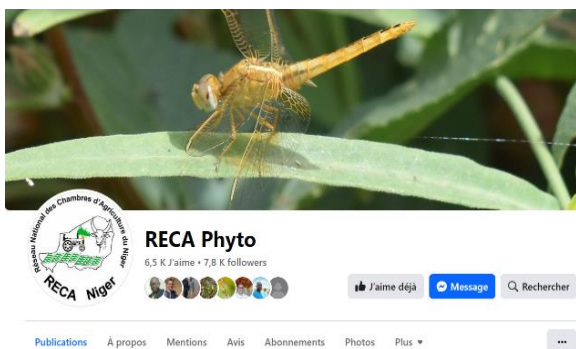 Réseau National des Chambres d'Agriculture du Niger
RECA Niger
RECA Phyto
6,5 K J'aime • 7,8 K followers
J'aime déjà
Message
Rechercher
Publications À propos Mentions Avis Abonnements Photos Plus